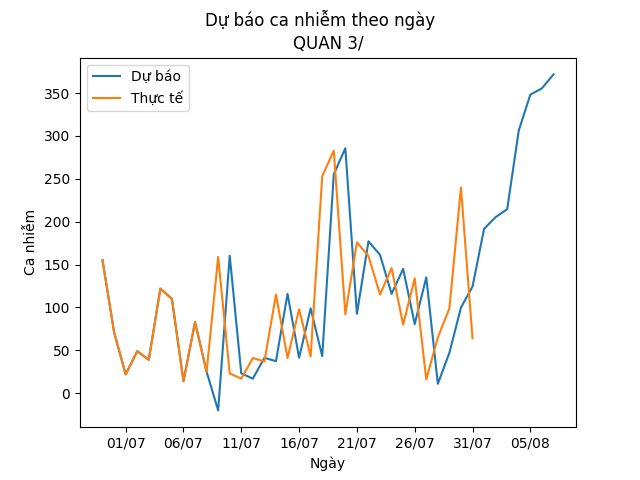 Dự báo ca nhiễm theo ngày
QUAN 3/
Dự báo
Thực tế
Ca nhiễm
350
300
250
200
150
100
50
0
01/07 06/07 11/07 16/07 21/07 26/07 31/07 05/08
Ngày